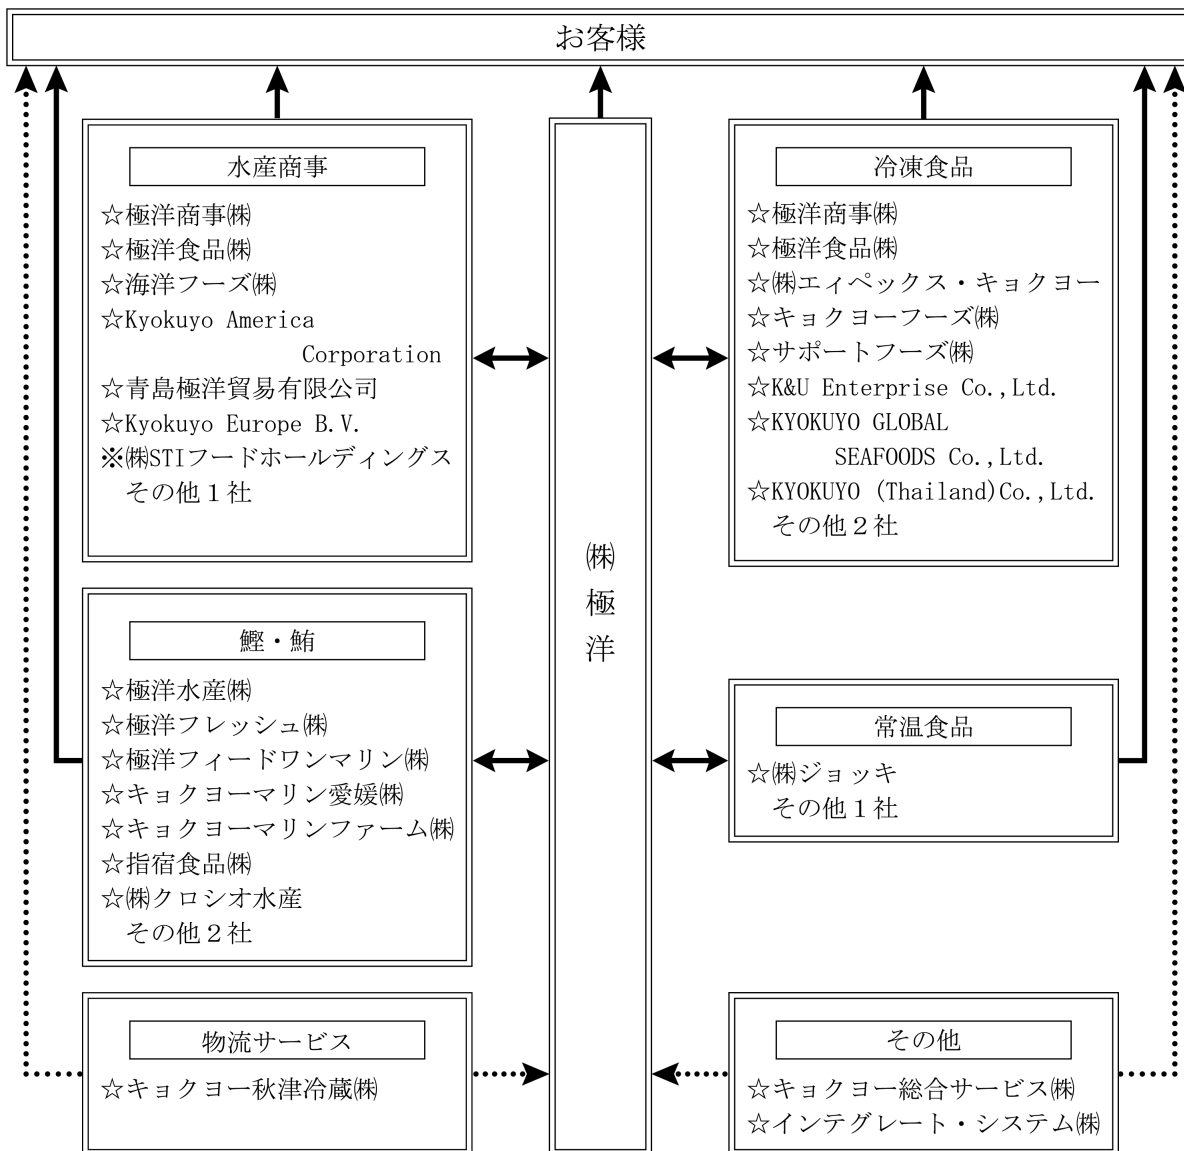 お客様
水産商事
☆極洋商事㈱
☆極洋食品㈱
☆海洋フーズ㈱
☆Kyokuyo America
Corporation
☆青島極洋貿易有限公司
☆Kyokuyo Europe B.V.
※㈱STIフードホールディングス
その他１社
鰹・鮪
☆極洋水産㈱
☆極洋フレッシュ㈱
☆極洋フィードワンマリン㈱
☆キョクヨーマリン愛媛㈱
☆キョクヨーマリンファーム㈱
☆指宿食品㈱
☆㈱クロシオ水産
その他２社
物流サービス
☆キョクヨー秋津冷蔵㈱
㈱極洋
冷凍食品
☆極洋商事㈱
☆極洋食品㈱
☆㈱エィペックス・キョクヨー
☆キョクヨーフーズ㈱
☆サポートフーズ㈱
☆K&U Enterprise Co.,Ltd.
☆KYOKUYO GLOBAL
SEAFOODS Co.,Ltd.
☆KYOKUYO (Thailand)Co.,Ltd.
その他２社
常温食品
☆㈱ジョッキ
その他１社
その他
☆キョクヨー総合サービス㈱
☆インテグレート・システム㈱